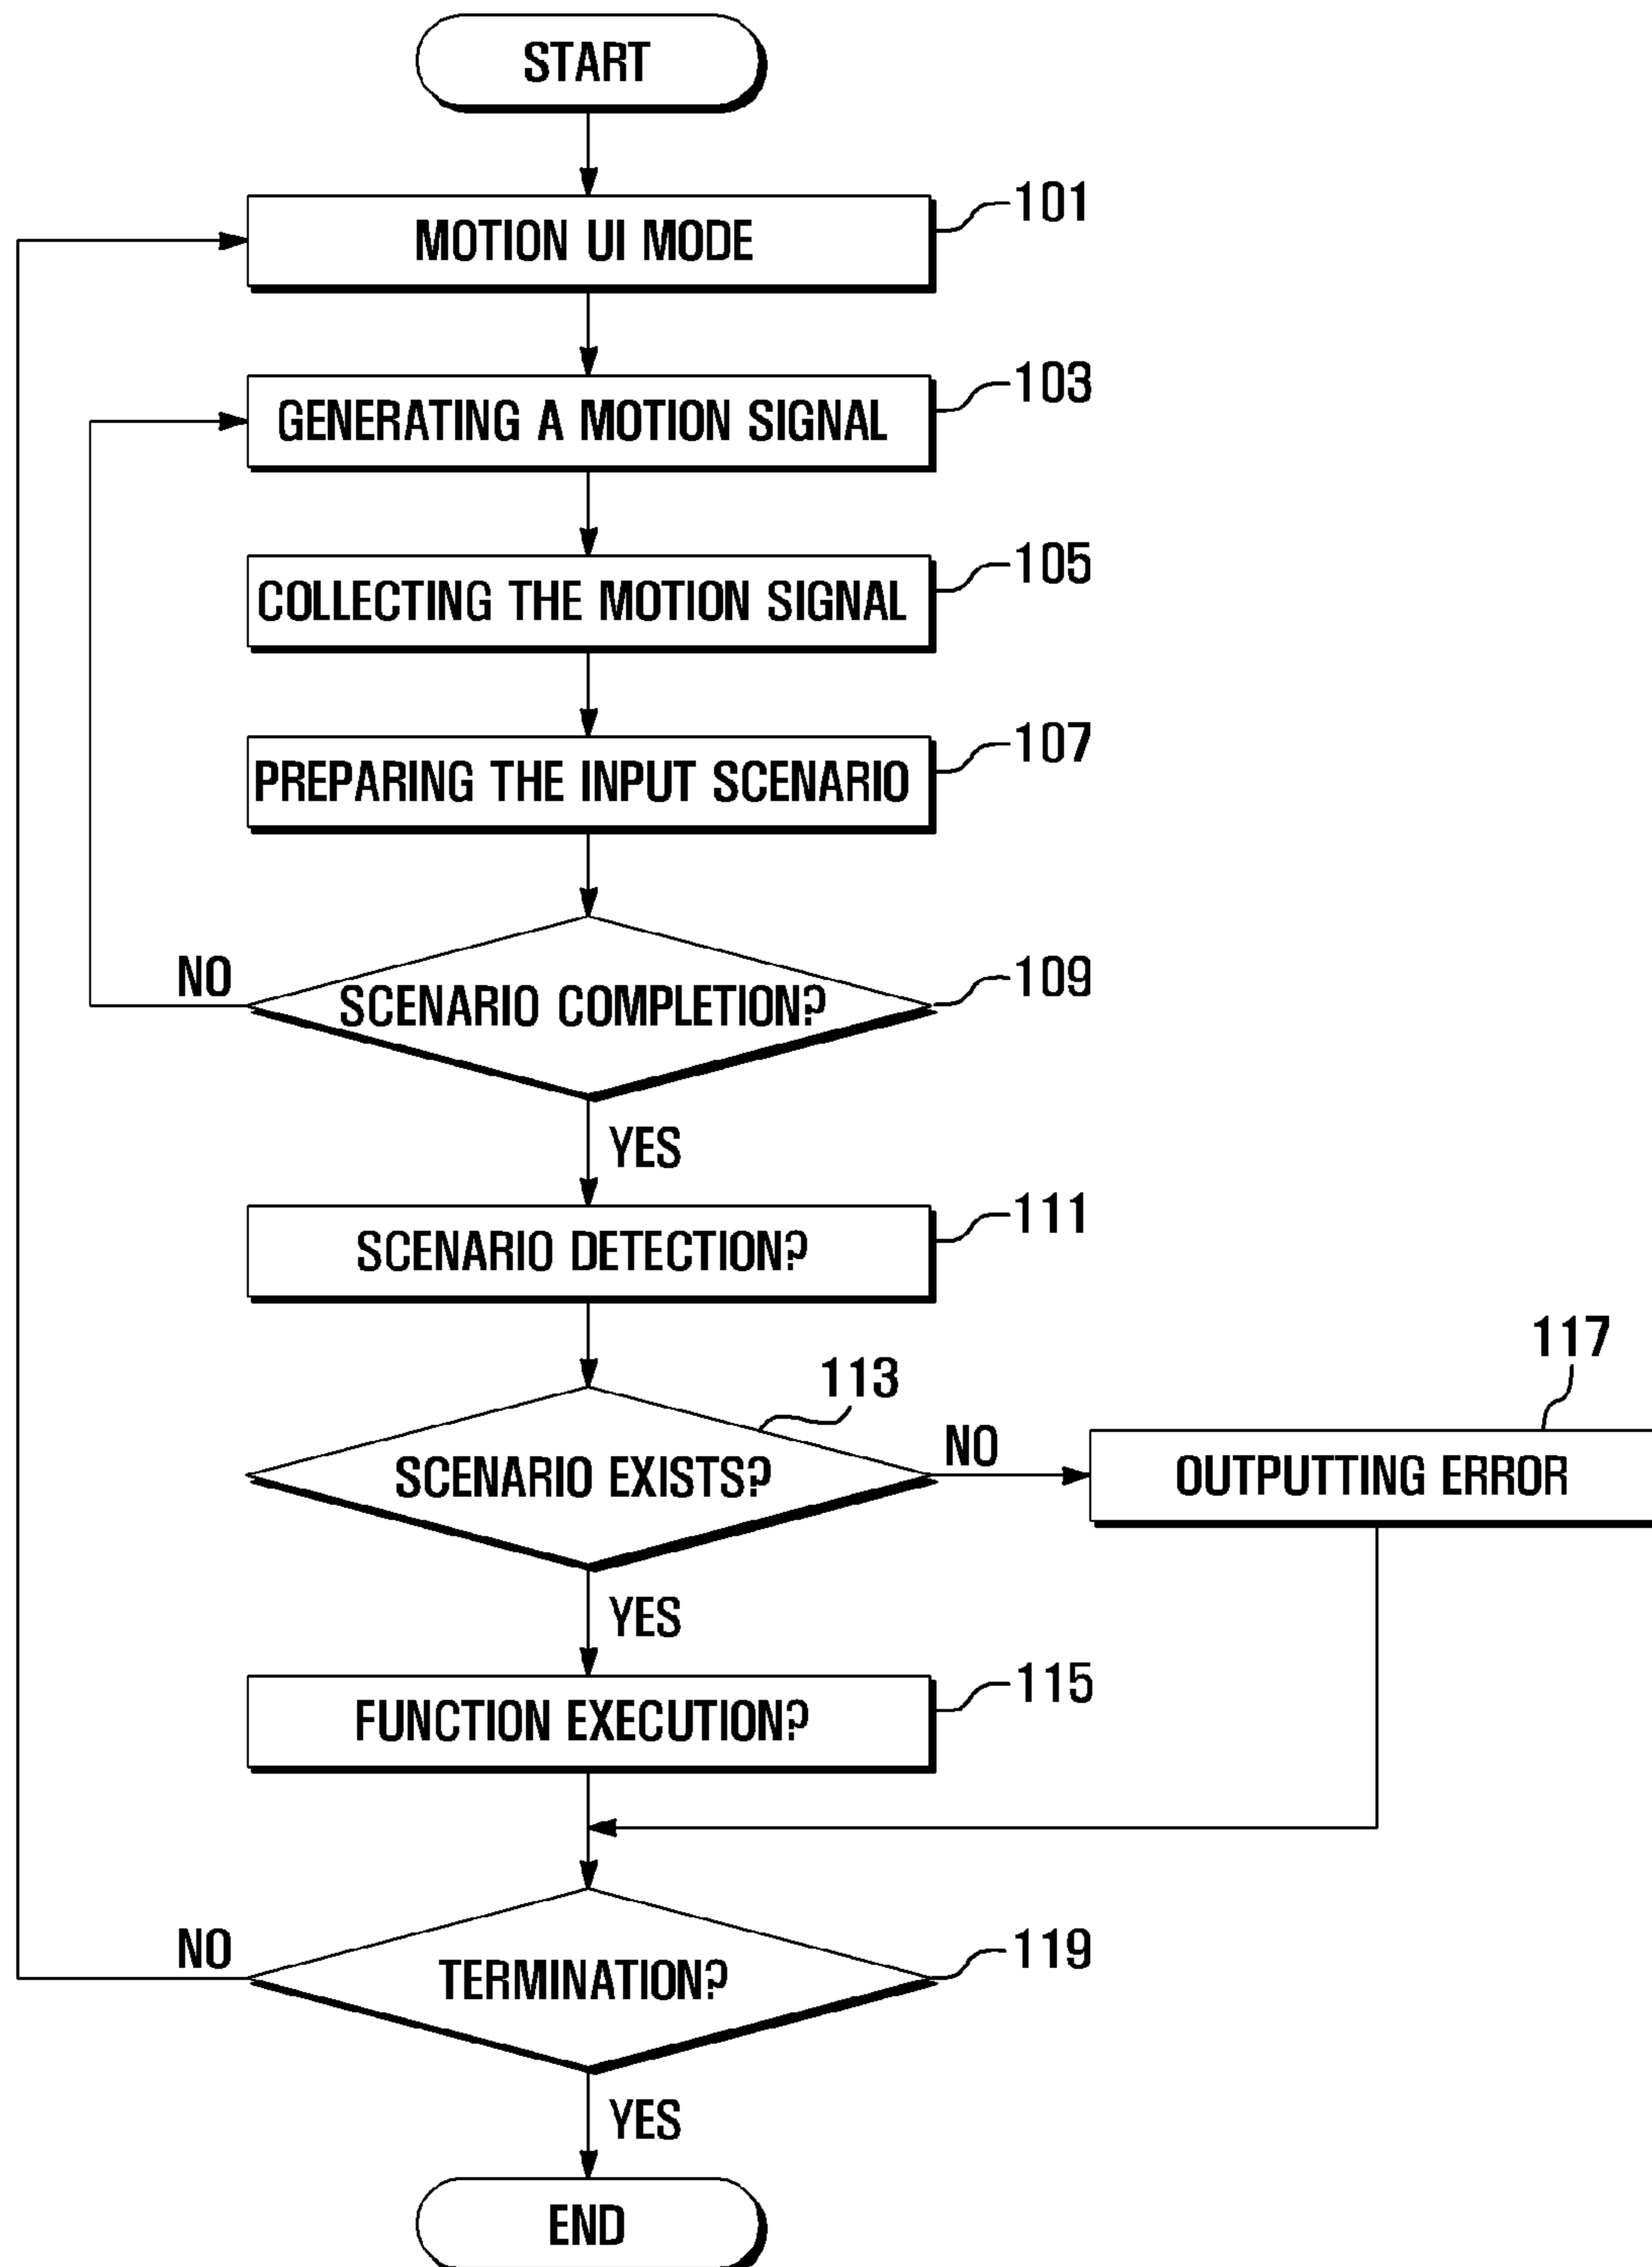 START
MOTION UI MODE
101
GENERATING A MOTION SIGNAL
103
COLLECTING THE MOTION SIGNAL
105
PREPARING THE INPUT SCENARIO
107
SCENARIO COMPLETION?
109
NO
YES
SCENARIO DETECTION?
111
SCENARIO EXISTS?
113
NO
OUTPUTTING ERROR
117
YES
FUNCTION EXECUTION?
115
TERMINATION?
119
NO
YES
END